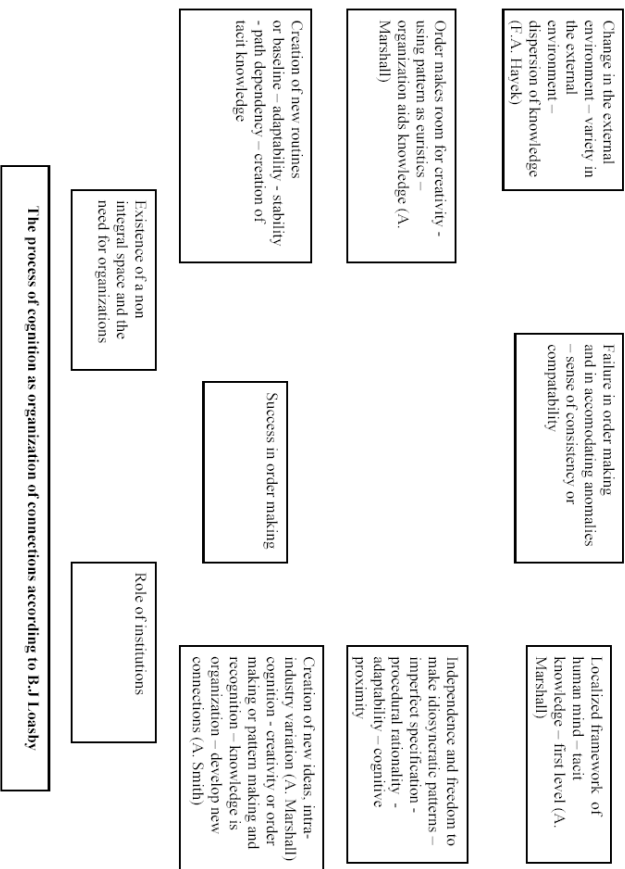 Change in the external
environment – variety in
the external
environment –
dispersion of knowledge
(F.A. Hayek)
Failure in order making
and in accomodating anomalies
– sense of consistency or
compatability
Localized framework of
human mind – tacit
knowledge – first level (A.
Marshall)
Order makes room for creativity -
using pattern as euristics –
organization aids knowledge (A.
Marshall)
Independence and freedom to
make idiosyncratic patterns –
imperfect specification -
procedural rationality -
adaptability – cognitive
proximity
Creation of new routines
or baseline – adaptability - stability
- path dependency – creation of
tacit knowledge
Success in order making
Creation of new ideas, intra-
industry variation (A. Marshall)
cognition - creativity or order
making or pattern making and
recognition – knowledge is
organization – develop new
connections (A. Smith)
Existence of a non
integral space and the
need for organizations
Role of institutions
The process of cognition as organization of connections according to B.J Loasby